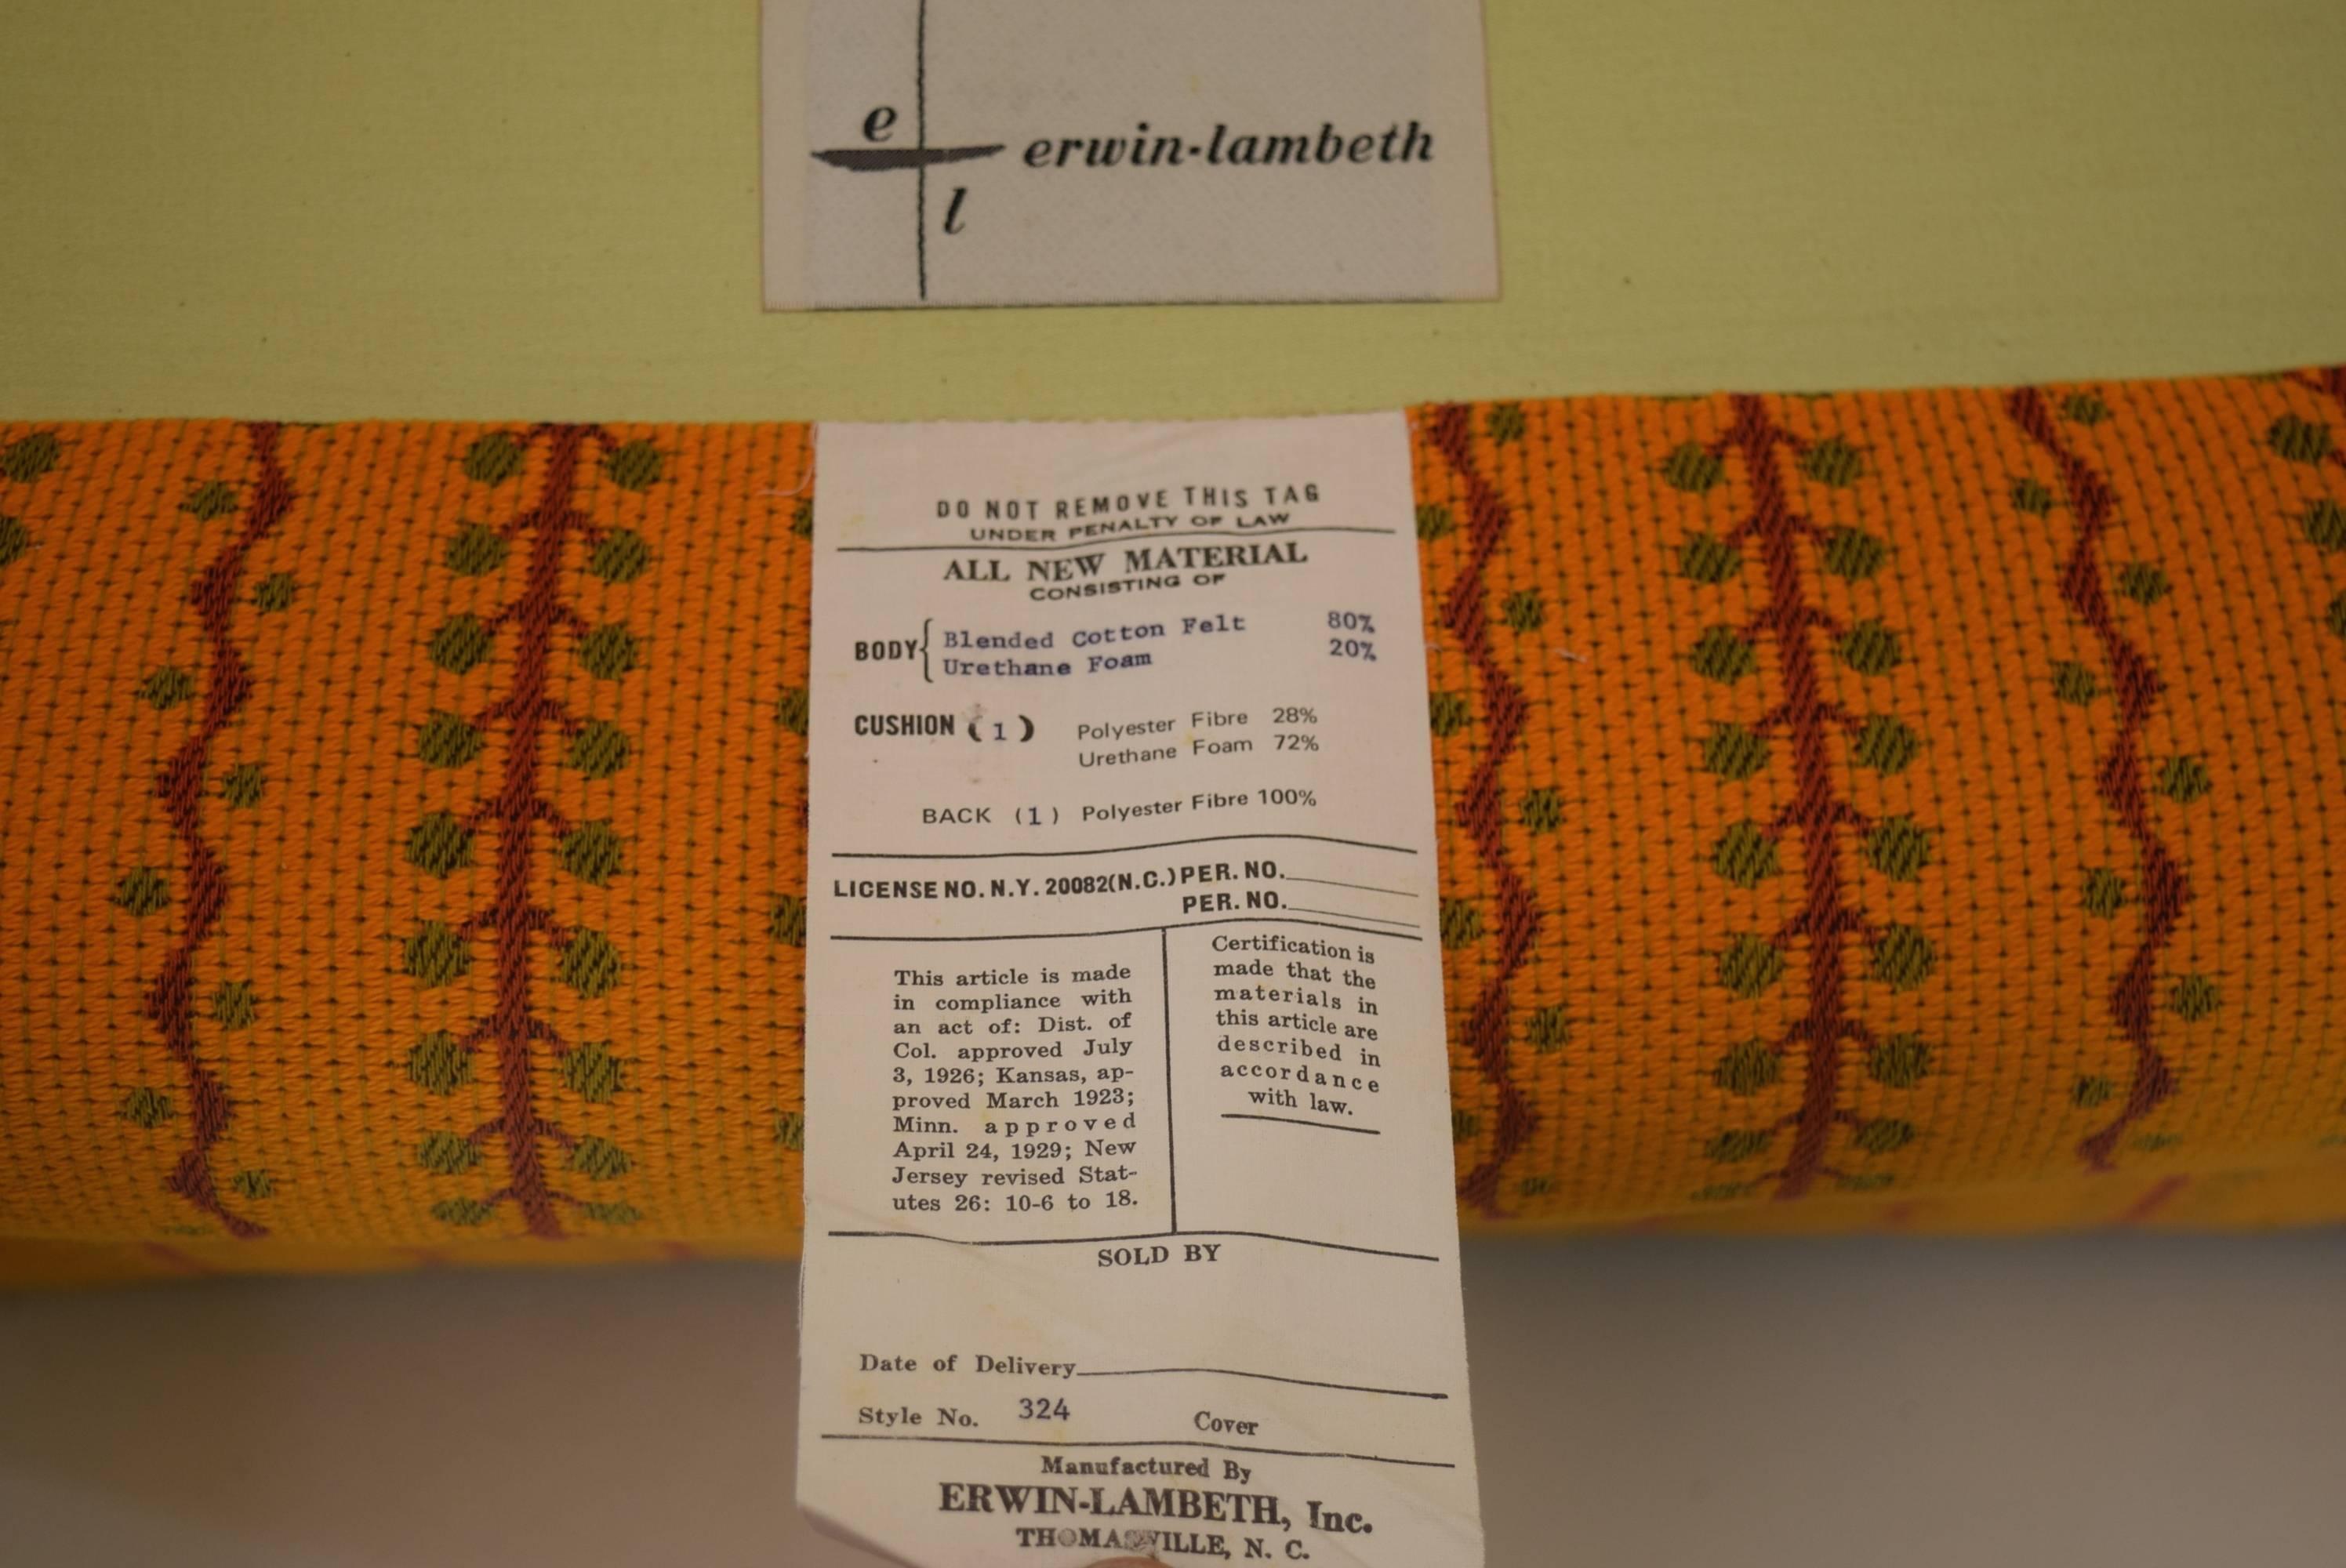 e
erwin-lambeth
l
DO NOT REMOVE THIS TAG
UNDER PENALTY OF LAW
ALL NEW MATERIAL
CONSISTING OF
BODY { Blended Cotton Felt 80%
Urethane Foam 20%
CUSHION (1) Polyester Fibre 28%
Urethane Foam 72%
BACK (1) Polyester Fibre 100%
LICENSE NO. N.Y. 20082(N.C.) PER. NO.
PER. NO.
This article is made
in compliance with
an act of: Dist. of
Col. approved July
3, 1926; Kansas, ap-
proved March 1923;
Minn. approved
April 24, 1929; New
Jersey revised Stat-
utes 26: 10-6 to 18.
Certification is
made that the
materials in
this article are
described in
accordance
with law.
SOLD BY
Date of Delivery
Style No. 324 Cover
Manufactured By
ERWIN-LAMBETH, Inc.
THOMASVILLE, N. C.